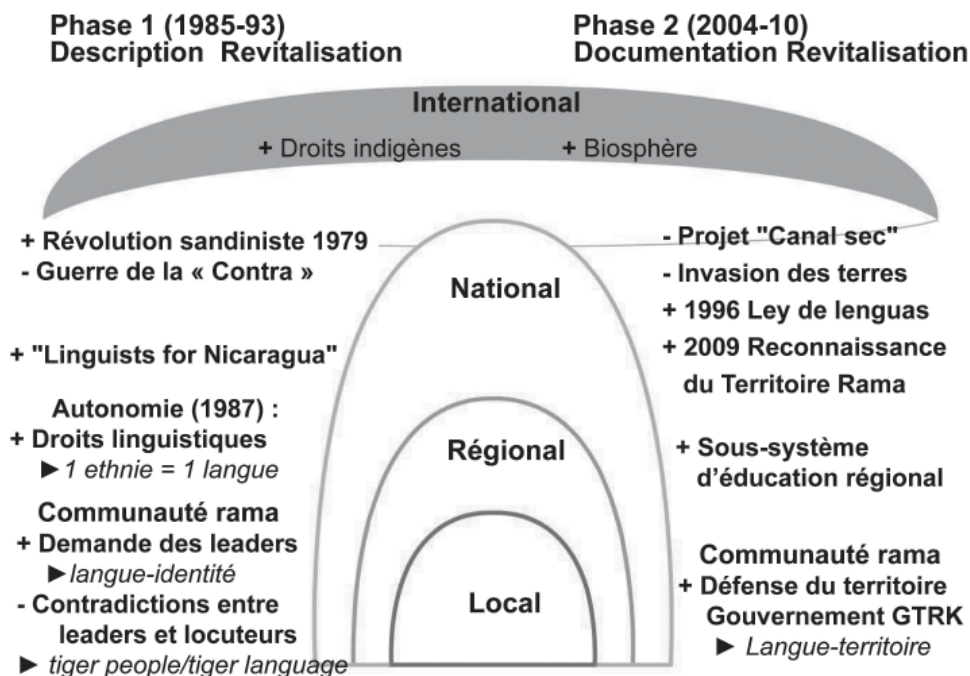 Phase 1 (1985-93)
Description Revitalisation
Phase 2 (2004-10)
Documentation Revitalisation
International
+ Droits indigènes
+ Biosphère
+ Révolution sandiniste 1979
- Guerre de la « Contra »
+ "Linguists for Nicaragua"
Autonomie (1987) :
+ Droits linguistiques
► 1 ethnie = 1 langue
Communauté rama
+ Demande des leaders
► langue-identité
- Contradictions entre
leaders et locuteurs
► tiger people/tiger language
National
Régional
Local
- Projet "Canal sec"
- Invasion des terres
+ 1996 Ley de lenguas
+ 2009 Reconnaissance
du Territoire Rama
+ Sous-système
d'éducation régional
Communauté rama
+ Défense du territoire
Gouvernement GTRK
► Langue-territoire